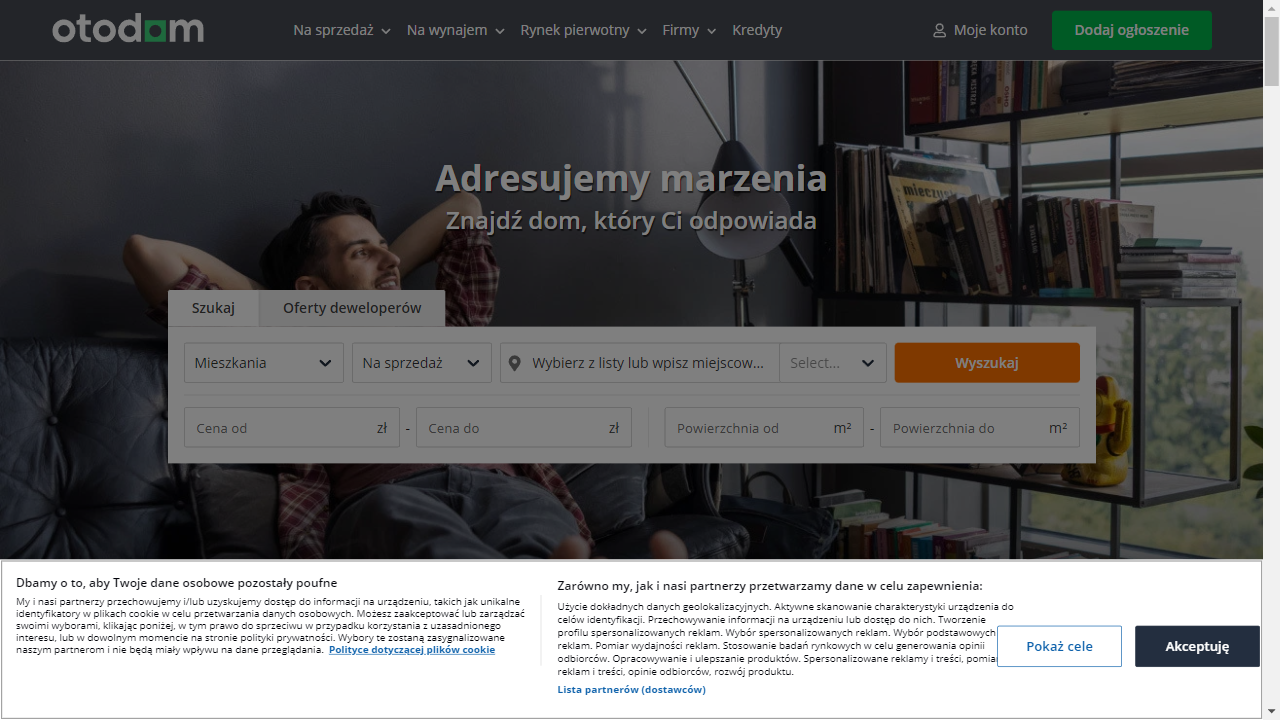 otodom
Na sprzedaż Na wynajem Rynek pierwotny Firmy Kredyty
Moje konto
Dodaj ogłoszenie
Adresujemy marzenia
Znajdź dom, który Ci odpowiada
Szukaj
Oferty deweloperów
Mieszkania
Na sprzedaż
Wybierz z listy lub wpisz miejscow...
Select...
Wyszukaj
Cena od zł - Cena do zł
Powierzchnia od m² - Powierzchnia do m²
Dbamy o to, aby Twoje dane osobowe pozostały poufne
My i nasi partnerzy przechowujemy i/lub uzyskujemy dostęp do informacji na urządzeniu, takich jak unikalne
identyfikatory w plikach cookie w celu przetwarzania danych osobowych. Możesz zaakceptować lub zarządzać
swoimi wyborami, klikając poniżej, w tym prawo do sprzeciwu w przypadku korzystania z uzasadnionego
interesu, lub w dowolnym momencie na stronie polityki prywatności. Wybory te zostaną zasygnalizowane
naszym partnerom i nie będą miały wpływu na dane przeglądania. Polityce dotyczącej plików cookie
Zarówno my, jak i nasi partnerzy przetwarzamy dane w celu zapewnienia:
Użycie dokładnych danych geolokalizacyjnych. Aktywne skanowanie charakterystyki urządzenia do
celów identyfikacji. Przechowywanie informacji na urządzeniu lub dostęp do nich. Tworzenie
profilu spersonalizowanych reklam. Wybór spersonalizowanych reklam. Wybór podstawowych
reklam. Pomiar wydajności reklam. Stosowanie badań rynkowych w celu generowania opinii
odbiorców. Opracowywanie i ulepszanie produktów. Spersonalizowane reklamy i treści, pomiar
reklam i treści, opinie odbiorców, rozwój produktu.
Lista partnerów (dostawców)
Pokaż cele
Akceptuję